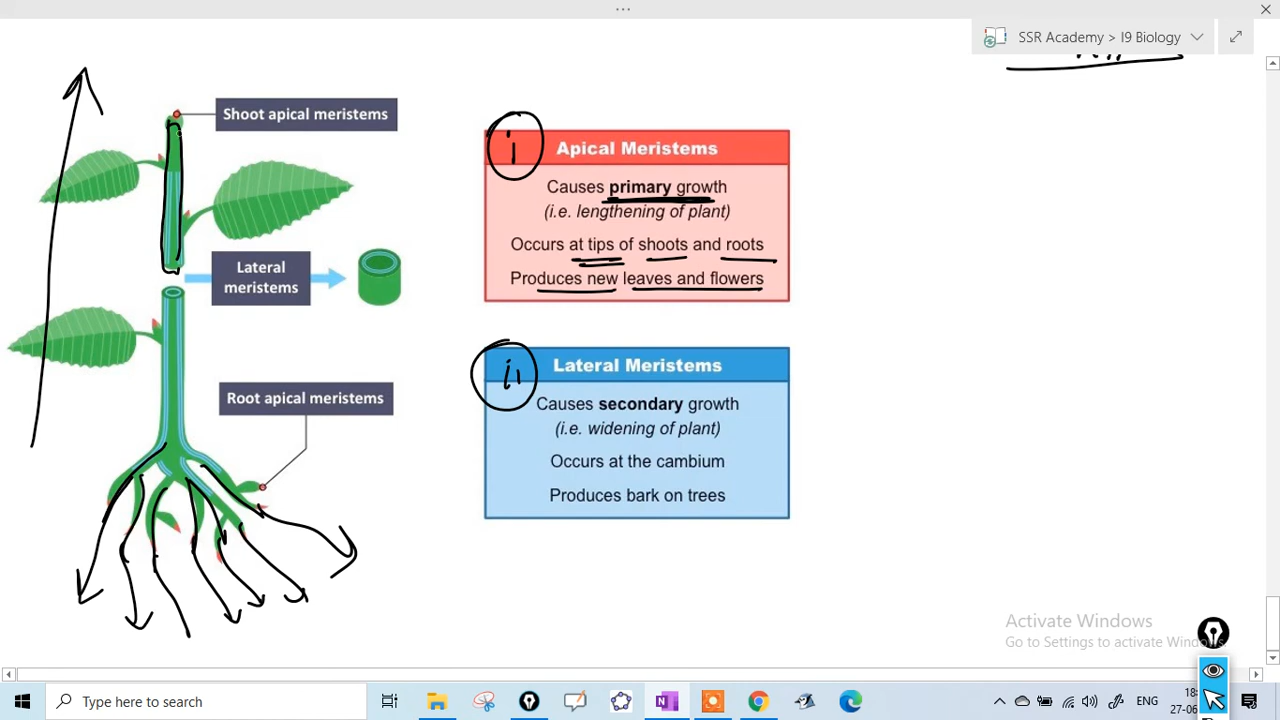 SSR Academy > I9 Biology
Shoot apical meristems
i
Apical Meristems
Causes primary growth
(i.e. lengthening of plant)
Occurs at tips of shoots and roots
Produces new leaves and flowers
Lateral
meristems
ii
Lateral Meristems
Causes secondary growth
(i.e. widening of plant)
Occurs at the cambium
Produces bark on trees
Root apical meristems
Activate Windows
Go to Settings to activate Windows.
Type here to search
ENG
18:
27-06